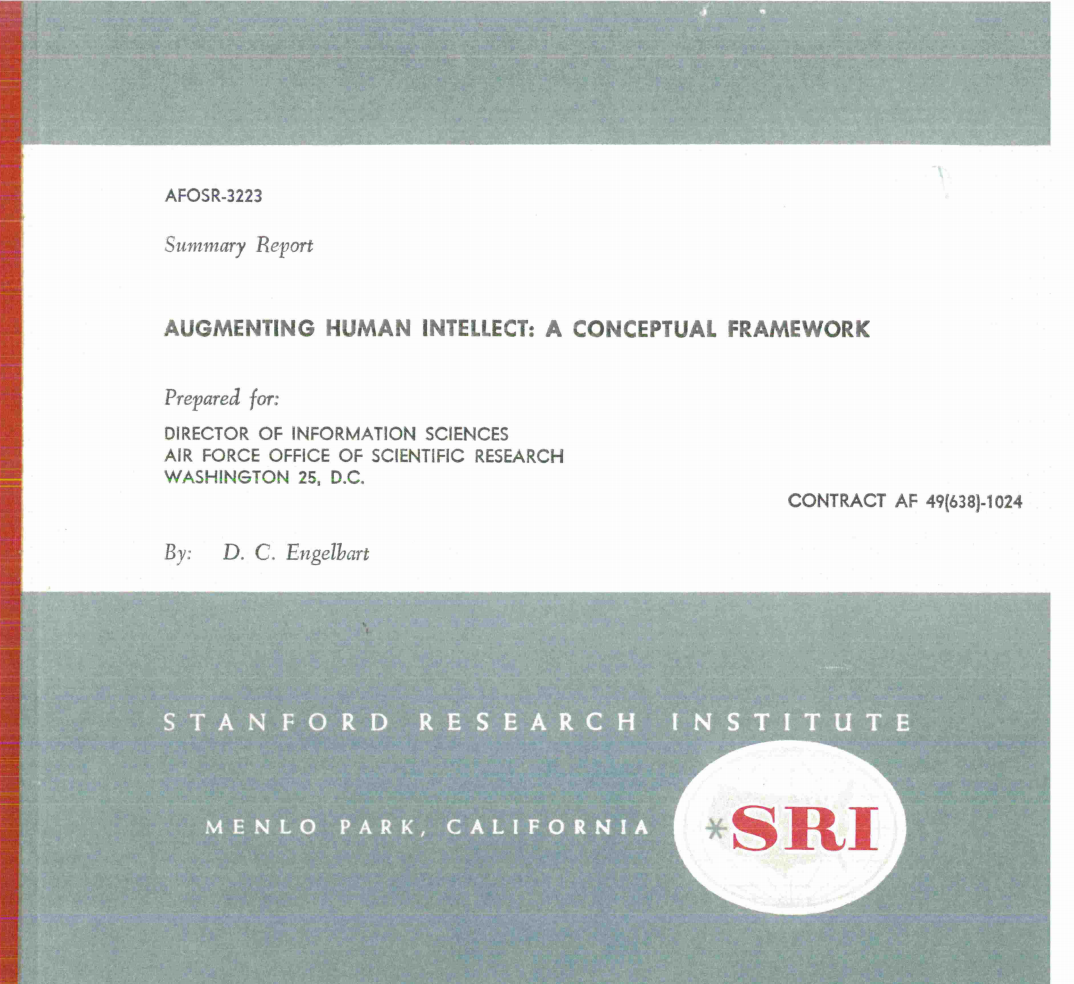 AFOSR-3223
Summary Report
AUGMENTING HUMAN INTELLECT: A CONCEPTUAL FRAMEWORK
Prepared for:
DIRECTOR OF INFORMATION SCIENCES
AIR FORCE OFFICE OF SCIENTIFIC RESEARCH
WASHINGTON 25, D.C.
CONTRACT AF 49(638)-1024
By: D. C. Engelbart
STANFORD RESEARCH INSTITUTE
MENLO PARK, CALIFORNIA
*SRI